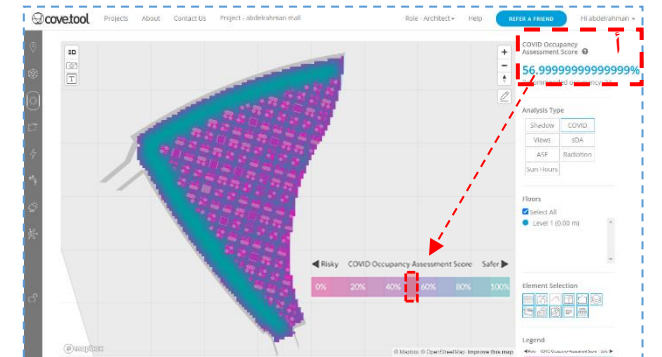 cove.tool Projects About Contact Us Project - abdelrahman mall Role - Architect Help REFER A FRIEND Hi abdelrahman
3D
COVID Occupancy
Assessment Score
56.99999999999999%
Analysis Type
Shadow COVID
Views sDA
ASE Radiation
Sun Hours
Floors
Select All
Level 1 (0.00 m)
Risky COVID Occupancy Assessment Score Safer
0% 20% 40% 60% 80% 100%
Element Selection
Legend
mapbox © Mapbox © OpenStreetMap Improve this map